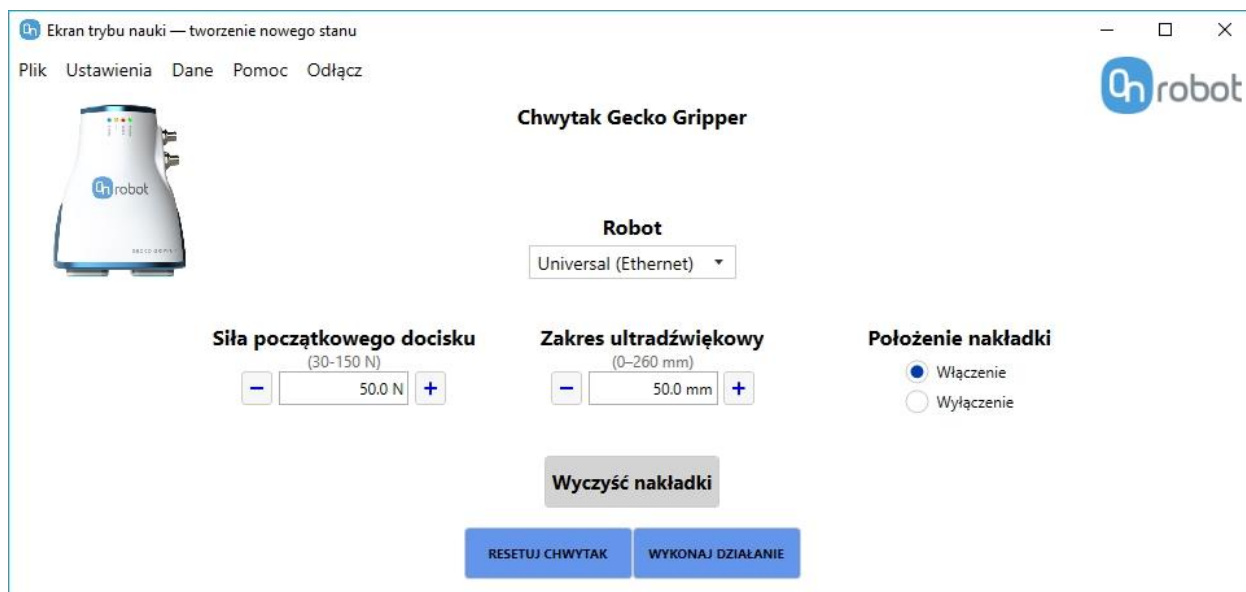 Ekran trybu nauki — tworzenie nowego stanu
Plik Ustawienia Dane Pomoc Odłącz
On robot
Chwytak Gecko Gripper
On robot
Robot
Universal (Ethernet)
Siła początkowego docisku
(30-150 N)
50.0 N
Zakres ultradźwiękowy
(0–260 mm)
50.0 mm
Położenie nakładki
Włączenie
Wyłączenie
Wyczyść nakładki
RESETUJ CHWYTAK
WYKONAJ DZIAŁANIE